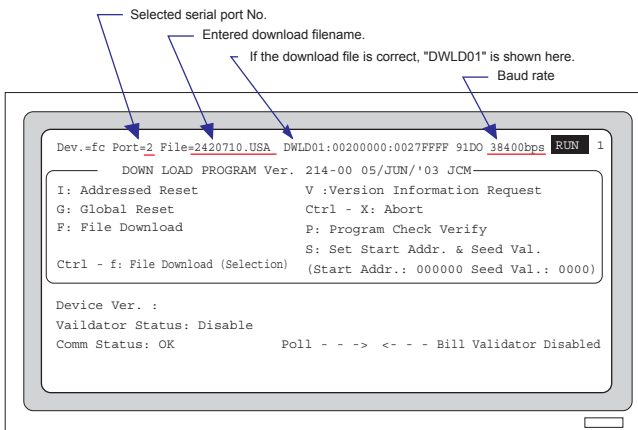 Selected serial port No.
Entered download filename.
If the download file is correct, "DWLD01" is shown here.
Baud rate
Dev.=fc Port=2 File=2420710.USA DWLD01:00200000:0027FFFF 91DO 38400bps RUN 1
DOWN LOAD PROGRAM Ver. 214-00 05/JUN/'03 JCM
I: Addressed Reset V :Version Information Request
G: Global Reset Ctrl - X: Abort
F: File Download P: Program Check Verify
S: Set Start Addr. & Seed Val.
Ctrl - f: File Download (Selection) (Start Addr.: 000000 Seed Val.: 0000)
Device Ver. :
Vaildator Status: Disable
Comm Status: OK Poll - - -> <- - - Bill Validator Disabled